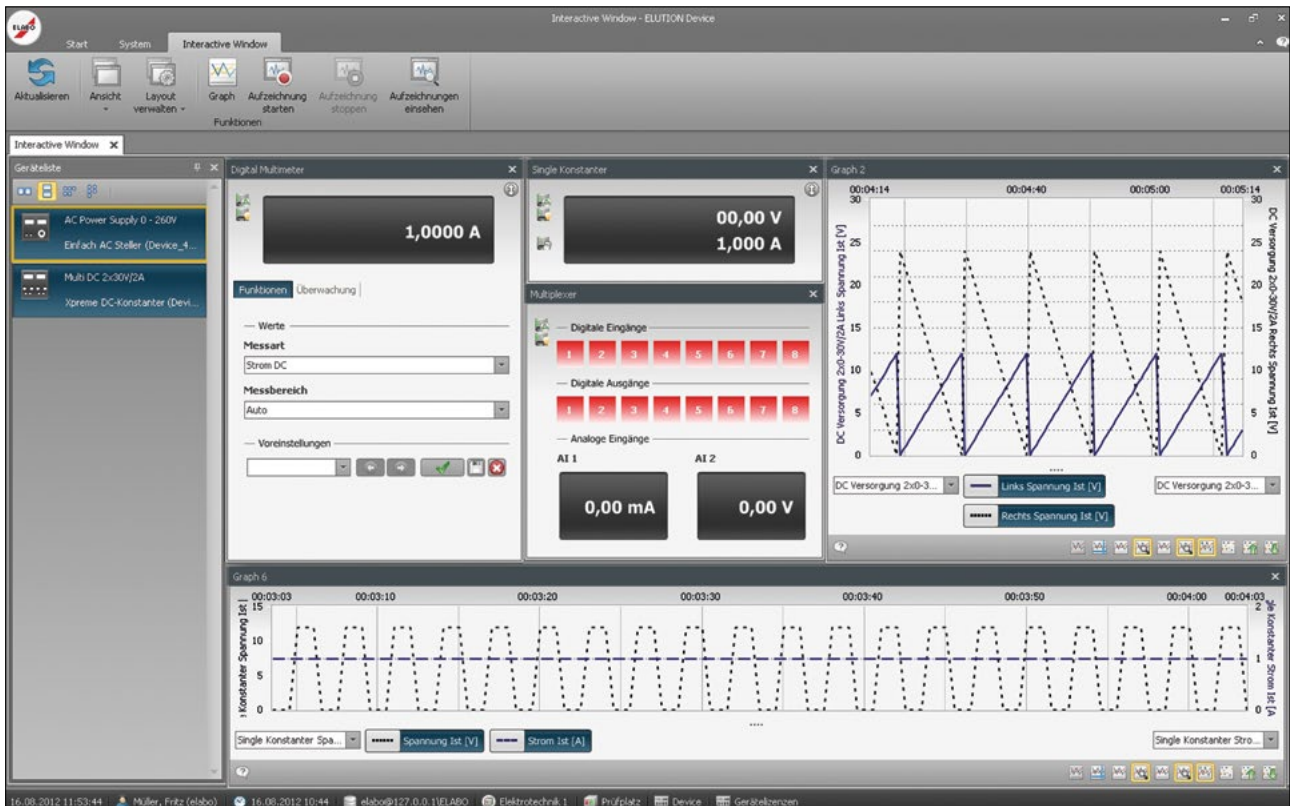 Interactive Window - ELUTION Device
ELABO
Start System Interactive Window
Aktualisieren
Ansicht
Layout verwalten
Graph
Aufzeichnung starten
Aufzeichnung stoppen
Aufzeichnungen einsehen
Funktionen
Interactive Window
Geräteliste
AC Power Supply 0 - 260V
Einfach AC Steller (Device_4...
Multi DC 2x30V/2A
Xpreme DC-Konstanter (Devi...
Digital Multimeter
1,0000 A
Funktionen Überwachung
Werte
Messart
Strom DC
Messbereich
Auto
Voreinstellungen
Single Konstanter
00,00 V
1,000 A
Multiplexer
Digitale Eingänge
1 2 3 4 5 6 7 8
Digitale Ausgänge
1 2 3 4 5 6 7 8
Analoge Eingänge
AI 1 AI 2
0,00 mA 0,00 V
Graph 2
00:04:14 00:04:40 00:05:00 00:05:14
30 30
25 25
20 20
15 15
10 10
5 5
0 0
DC Versorgung 2x0-30V/2A Links Spannung Ist [V]
DC Versorgung 2x0-30V/2A Rechts Spannung Ist [V]
DC Versorgung 2x0-3... Links Spannung Ist [V] DC Versorgung 2x0-3...
Rechts Spannung Ist [V]
Graph 6
00:03:03 00:03:10 00:03:20 00:03:30 00:03:40 00:03:50 00:04:00 00:04:03
15 2
10
5 1
0 0
Konstanter Spannung Ist [
Konstanter Strom Ist [A
Single Konstanter Spa... Spannung Ist [V] Strom Ist [A] Single Konstanter Stro...
16.08.2012 11:53:44 Müller, Fritz (elabo) 16.08.2012 10:44 elabo@127.0.0.1\ELABO Elektrotechnik 1 Prüfplatz Device Gerätelizenzen